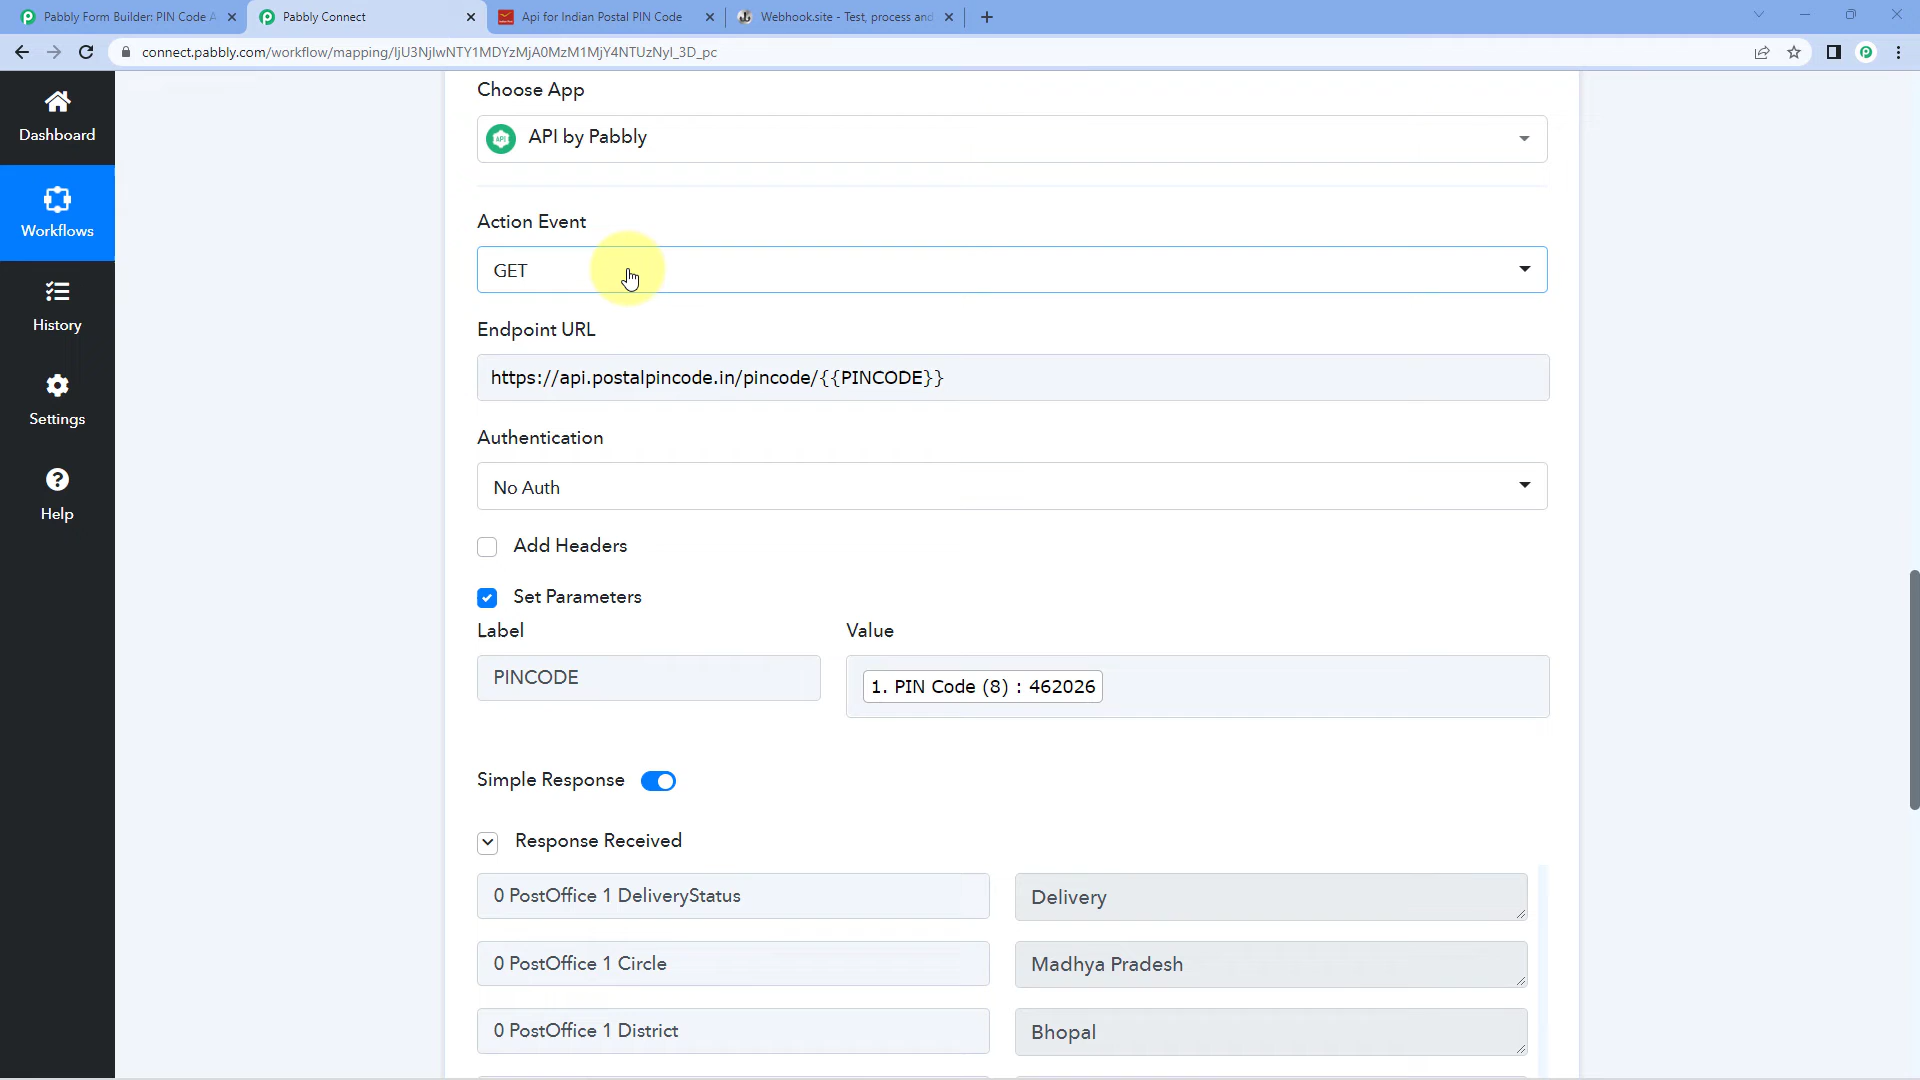 Pabbly Form Builder: PIN Code A
Pabbly Connect
Api for Indian Postal PIN Code
Webhook.site - Test, process and
connect.pabbly.com/workflow/mapping/IjU3NjIwNTY1MDYzMjA0MzM1MjY4NTUzNyI_3D_pc
Choose App
Dashboard
API
API by Pabbly
Workflows
Action Event
GET
History
Endpoint URL
https://api.postalpincode.in/pincode/{{PINCODE}}
Settings
Authentication
No Auth
Help
Add Headers
Set Parameters
Label
Value
PINCODE
1. PIN Code (8) : 462026
Simple Response
Response Received
0 PostOffice 1 DeliveryStatus
Delivery
0 PostOffice 1 Circle
Madhya Pradesh
0 PostOffice 1 District
Bhopal